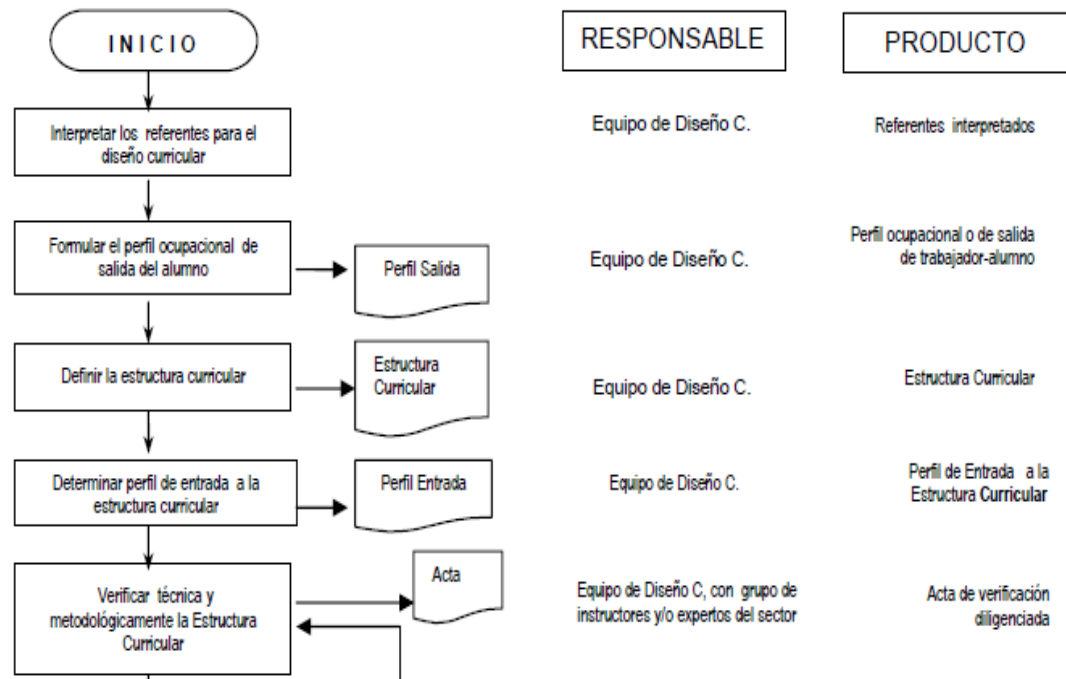 INICIO
RESPONSABLE
PRODUCTO
Interpretar los referentes para el
diseño curricular
Equipo de Diseño C.
Referentes interpretados
Formular el perfil ocupacional de
salida del alumno
Perfil Salida
Equipo de Diseño C.
Perfil ocupacional o de salida
de trabajador-alumno
Definir la estructura curricular
Estructura
Curricular
Equipo de Diseño C.
Estructura Curricular
Determinar perfil de entrada a la
estructura curricular
Perfil Entrada
Equipo de Diseño C.
Perfil de Entrada a la
Estructura Curricular
Verificar técnica y
metodológicamente la Estructura
Curricular
Acta
Equipo de Diseño C, con grupo de
instructores y/o expertos del sector
Acta de verificación
diligenciada